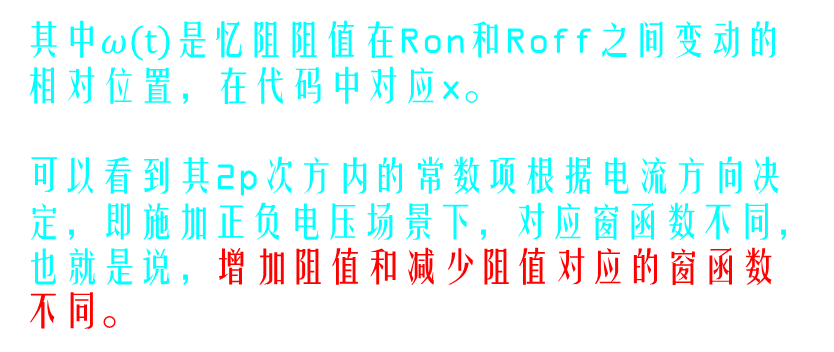 其中ω(t)是忆阻阻值在Ron和Roff之间变动的
相对位置，在代码中对应x。
可以看到其2p次方内的常数项根据电流方向决
定，即施加正负电压场景下，对应窗函数不同，
也就是说，增加阻值和减少阻值对应的窗函数
不同。